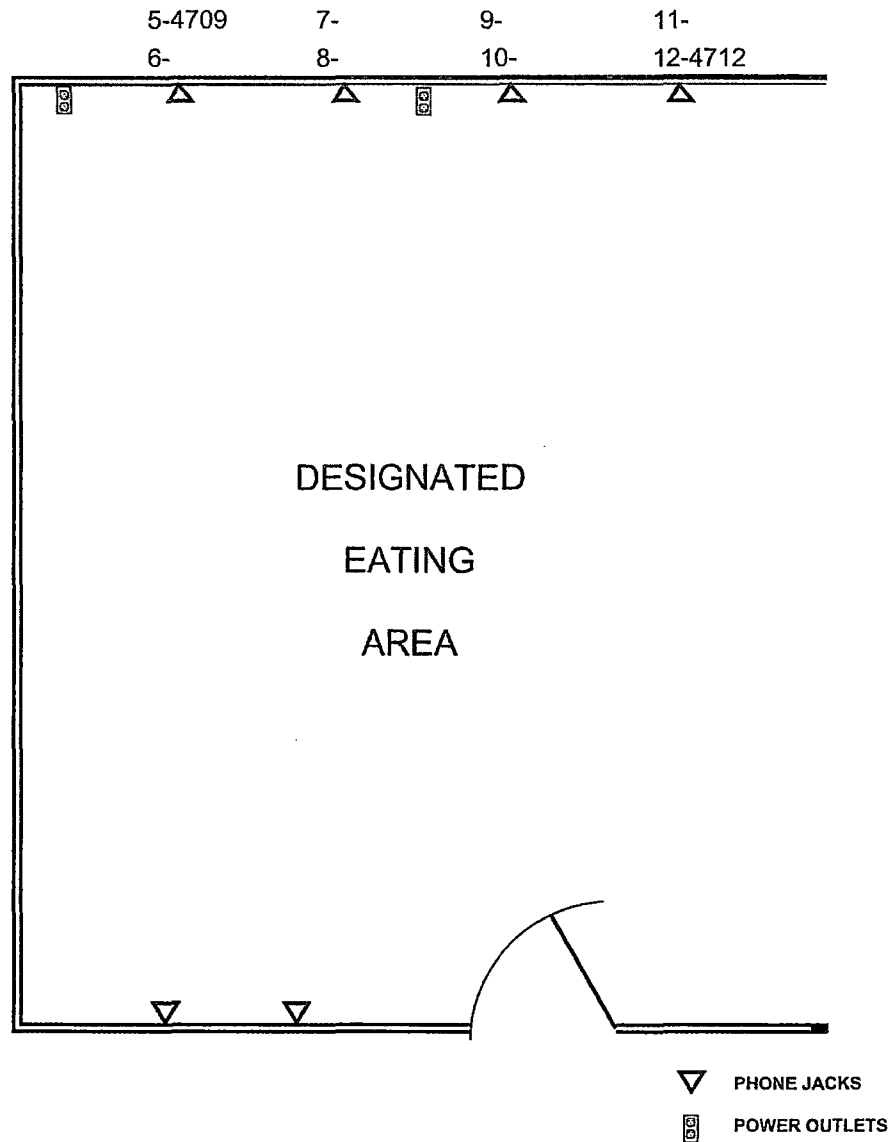 5-4709 7- 9- 11-
6- 8- 10- 12-4712
DESIGNATED
EATING
AREA
PHONE JACKS
POWER OUTLETS